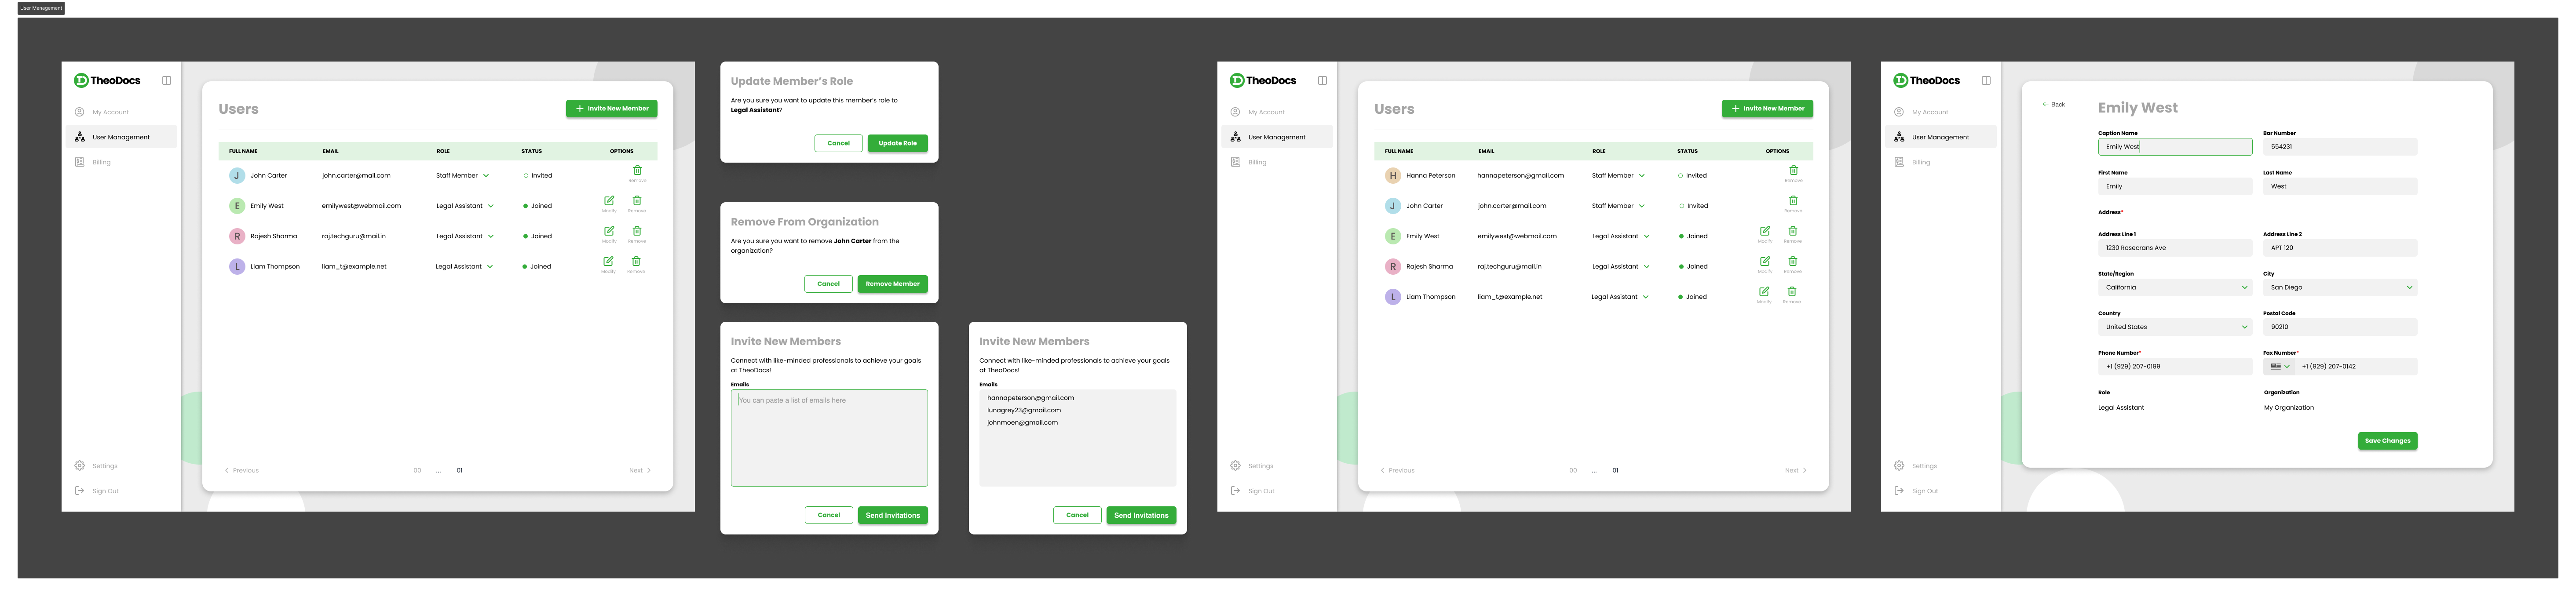 User Management
TheoDocs
My Account
User Management
Billing
Settings
Sign Out
Users
Invite New Member
FULL NAME EMAIL ROLE STATUS OPTIONS
J John Carter john.carter@mail.com Staff Member Invited Remove
E Emily West emilywest@webmail.com Legal Assistant Joined Modify Remove
R Rajesh Sharma raj.techguru@mail.in Legal Assistant Joined Modify Remove
L Liam Thompson liam_t@example.net Legal Assistant Joined Modify Remove
Previous 00 ... 01 Next
Update Member's Role
Are you sure you want to update this member's role to
Legal Assistant?
Cancel Update Role
Remove From Organization
Are you sure you want to remove John Carter from the
organization?
Cancel Remove Member
Invite New Members
Connect with like-minded professionals to achieve your goals
at TheoDocs!
Emails
You can paste a list of emails here
Cancel Send Invitations
Invite New Members
Connect with like-minded professionals to achieve your goals
at TheoDocs!
Emails
hannapeterson@gmail.com
lunagrey23@gmail.com
johnmoen@gmail.com
Cancel Send Invitations
TheoDocs
My Account
User Management
Billing
Settings
Sign Out
Users
Invite New Member
FULL NAME EMAIL ROLE STATUS OPTIONS
H Hanna Peterson hannapeterson@gmail.com Staff Member Invited Remove
J John Carter john.carter@mail.com Staff Member Invited Remove
E Emily West emilywest@webmail.com Legal Assistant Joined Modify Remove
R Rajesh Sharma raj.techguru@mail.in Legal Assistant Joined Modify Remove
L Liam Thompson liam_t@example.net Legal Assistant Joined Modify Remove
Previous 00 ... 01 Next
TheoDocs
My Account
User Management
Billing
Settings
Sign Out
Back
Emily West
Caption Name Bar Number
Emily West 554231
First Name Last Name
Emily West
Address*
Address Line 1 Address Line 2
1230 Rosecrans Ave APT 120
State/Region City
California San Diego
Country Postal Code
United States 90210
Phone Number* Fax Number*
+1 (929) 207-0199 +1 (929) 207-0142
Role Organization
Legal Assistant My Organization
Save Changes